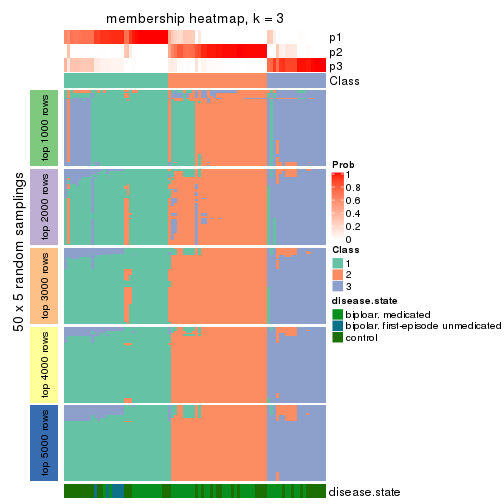 membership heatmap, k = 3
p1
p2
p3
Class
50 x 5 random samplings
top 1000 rows
top 2000 rows
top 3000 rows
top 4000 rows
top 5000 rows
Prob
1
0.8
0.6
0.4
0.2
0
Class
1
2
3
disease.state
biploar. medicated
bipolar. first-episode unmedicated
control
disease.state